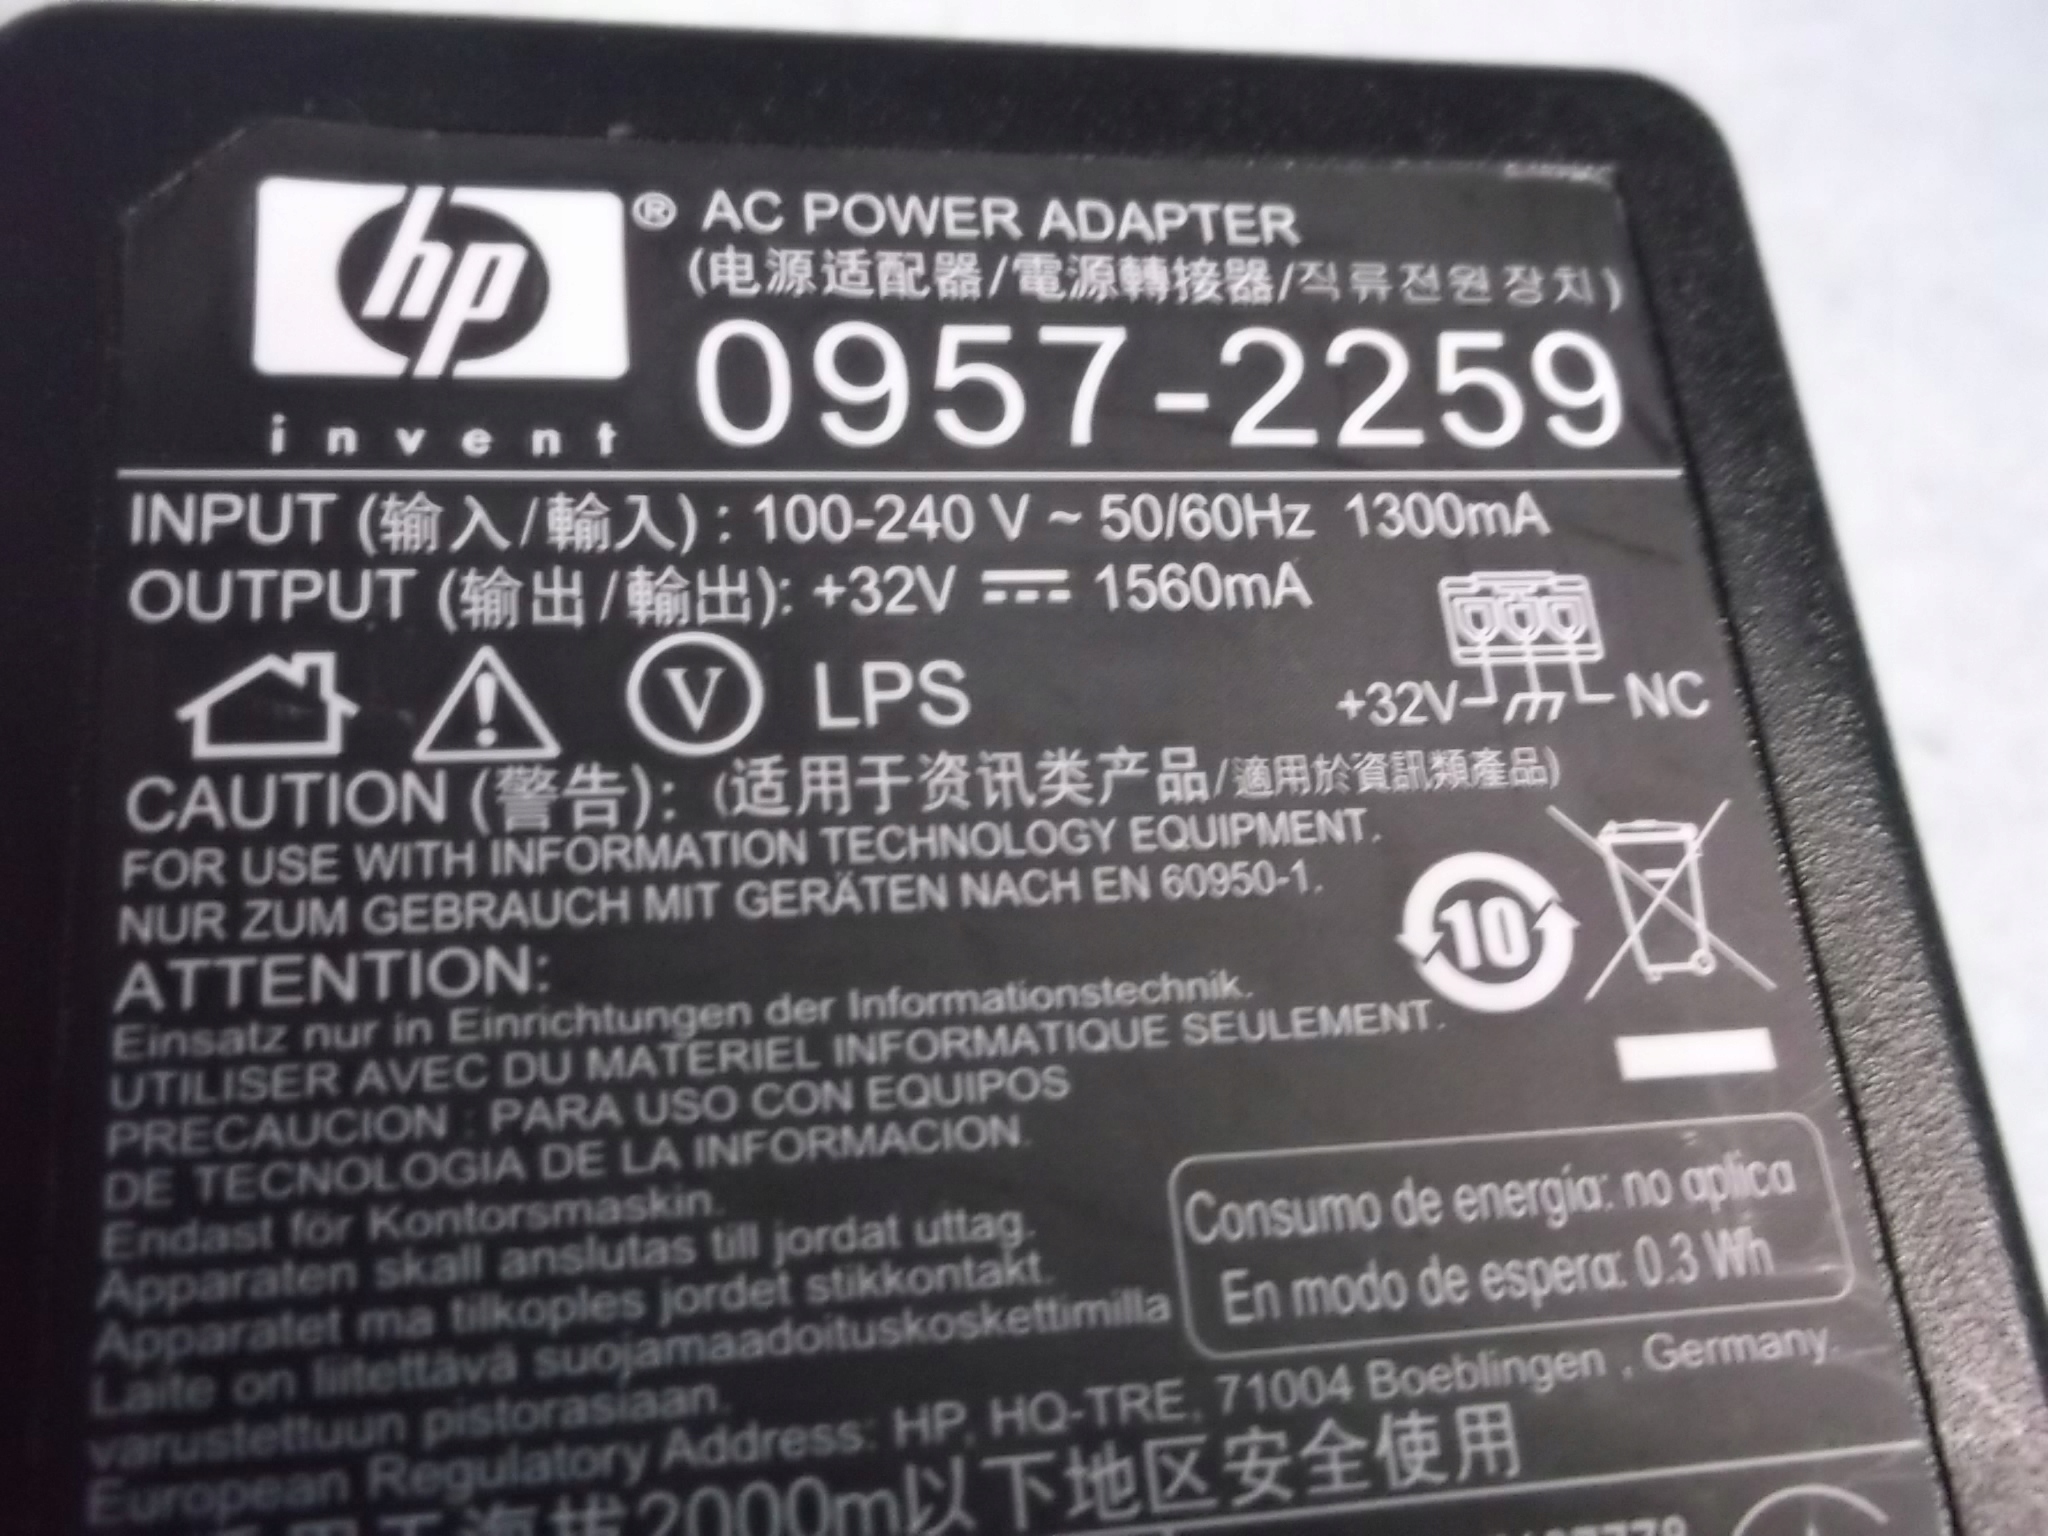 hp ® AC POWER ADAPTER
(电源适配器/電源轉接器/직류전원장치)
invent 0957-2259
INPUT (输入/輸入) : 100-240 V ~ 50/60Hz 1300mA
OUTPUT (输出/輸出): +32V ⎓ 1560mA
V LPS
+32V NC
CAUTION (警告): (适用于资讯类产品/適用於資訊類產品)
FOR USE WITH INFORMATION TECHNOLOGY EQUIPMENT.
NUR ZUM GEBRAUCH MIT GERÄTEN NACH EN 60950-1.
10
ATTENTION:
Einsatz nur in Einrichtungen der Informationstechnik.
UTILISER AVEC DU MATERIEL INFORMATIQUE SEULEMENT.
PRECAUCION : PARA USO CON EQUIPOS
DE TECNOLOGIA DE LA INFORMACION.
Endast för Kontorsmaskin.
Apparaten skall anslutas till jordat uttag.
Apparatet ma tilkoples jordet stikkontakt.
Laite on liitettävä suojamaadoituskoskettimilla
varustettuun pistorasiaan.
Consumo de energía: no aplica
En modo de espera: 0.3 Wh
European Regulatory Address: HP, HQ-TRE, 71004 Boeblingen , Germany.
2000m以下地区安全使用